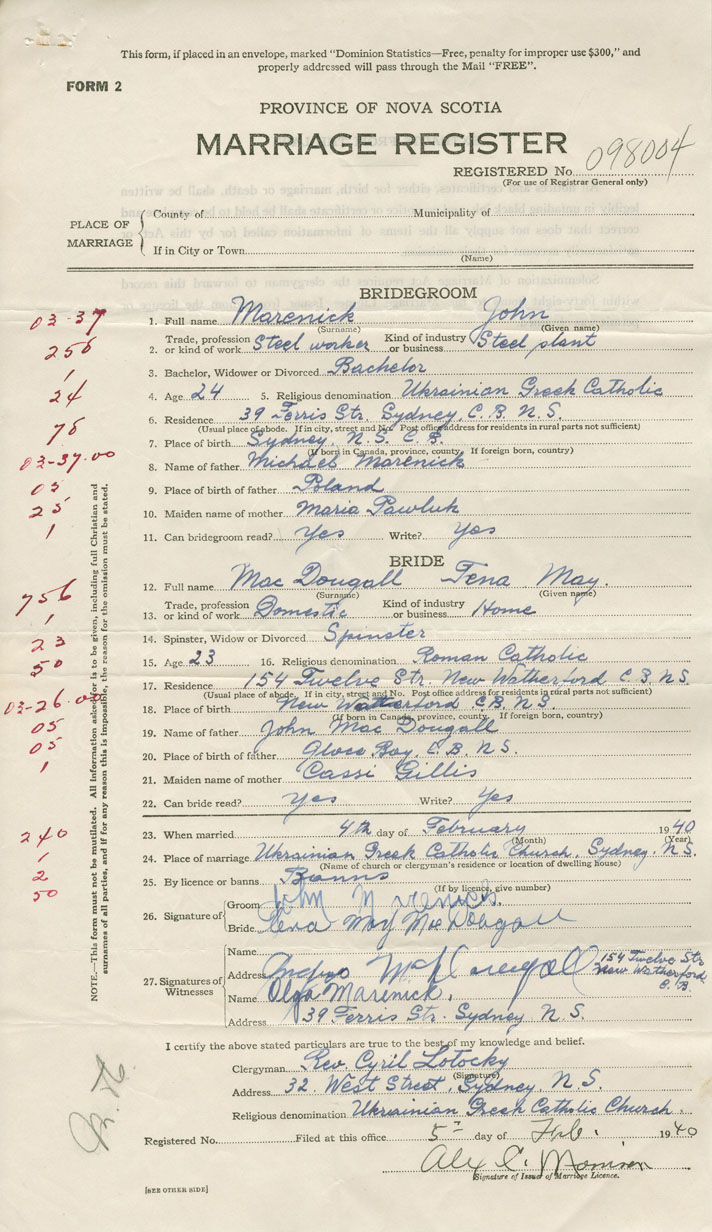 This form, if placed in an envelope, marked "Dominion Statistics—Free, penalty for improper use $300," and
properly addressed will pass through the Mail "FREE".
FORM 2
PROVINCE OF NOVA SCOTIA
MARRIAGE REGISTER
REGISTERED No. 098004
(For use of Registrar General only)
PLACE OF MARRIAGE
County of Municipality of
If in City or Town
(Name)
BRIDEGROOM
03-37
1. Full name Marenick John
(Surname) (Given name)
256
2. Trade, profession or kind of work Steel worker Kind of industry or business Steel plant
1
3. Bachelor, Widower or Divorced Bachelor
24
4. Age 24 5. Religious denomination Ukrainian Greek Catholic
78
6. Residence 39 Ferris Str. Sydney, C. B. N. S.
(Usual place of abode. If in city, street and No. Post office address for residents in rural parts not sufficient)
03-37.00
7. Place of birth Sydney, N. S. C. B.
(If born in Canada, province, county. If foreign born, country)
8. Name of father Michael Marenick
05
9. Place of birth of father Poland
25
10. Maiden name of mother Maria Pawluk
1
11. Can bridegroom read? Yes Write? Yes
BRIDE
12. Full name Mac Dougall Tena May.
(Surname) (Given name)
756
13. Trade, profession or kind of work Domestic Kind of industry or business Home
1
14. Spinster, Widow or Divorced Spinster
23
15. Age 23 16. Religious denomination Roman Catholic
50
17. Residence 154 Twelve Str. New Watherford C. B. N. S.
(Usual place of abode. If in city, street and No. Post office address for residents in rural parts not sufficient)
03-26.00
18. Place of birth New Watherford C. B. N. S.
(If born in Canada, province, county. If foreign born, country)
05
19. Name of father John Mac Dougall
05
20. Place of birth of father Glace Bay, C. B. N S.
1
21. Maiden name of mother Cassi Gillis
22. Can bride read? Yes Write? Yes
240
23. When married 4th day of February 1940
(Month) (Year)
1
24. Place of marriage Ukrainian Greek Catholic Church, Sydney, N. S.
(Name of church or clergyman's residence or location of dwelling house)
2
25. By licence or banns Banns
(If by licence, give number)
50
26. Signature of
Groom John Marenick.
Bride Tena May MacDougall
27. Signatures of Witnesses
Name
Address McDougall 154 Twelve Str.
New Watherford
C. B.
Name Olga Marenick.
Address 39 Ferris Str. Sydney N. S.
NOTE.—This form must not be mutilated. All information asked for is to be given, including full Christian and
surnames of all parties, and if for any reason this is impossible, the reason for the omission must be stated.
I certify the above stated particulars are true to the best of my knowledge and belief.
Clergyman Rev. Cyril Lotocky
(Signature)
Address 32. West Street, Sydney. N. S.
Religious denomination Ukrainian Greek Catholic Church.
Registered No. Filed at this office 5 day of Feb. 1940
Alex C. Morrison
Signature of Issuer of Marriage Licence.
[SEE OTHER SIDE]